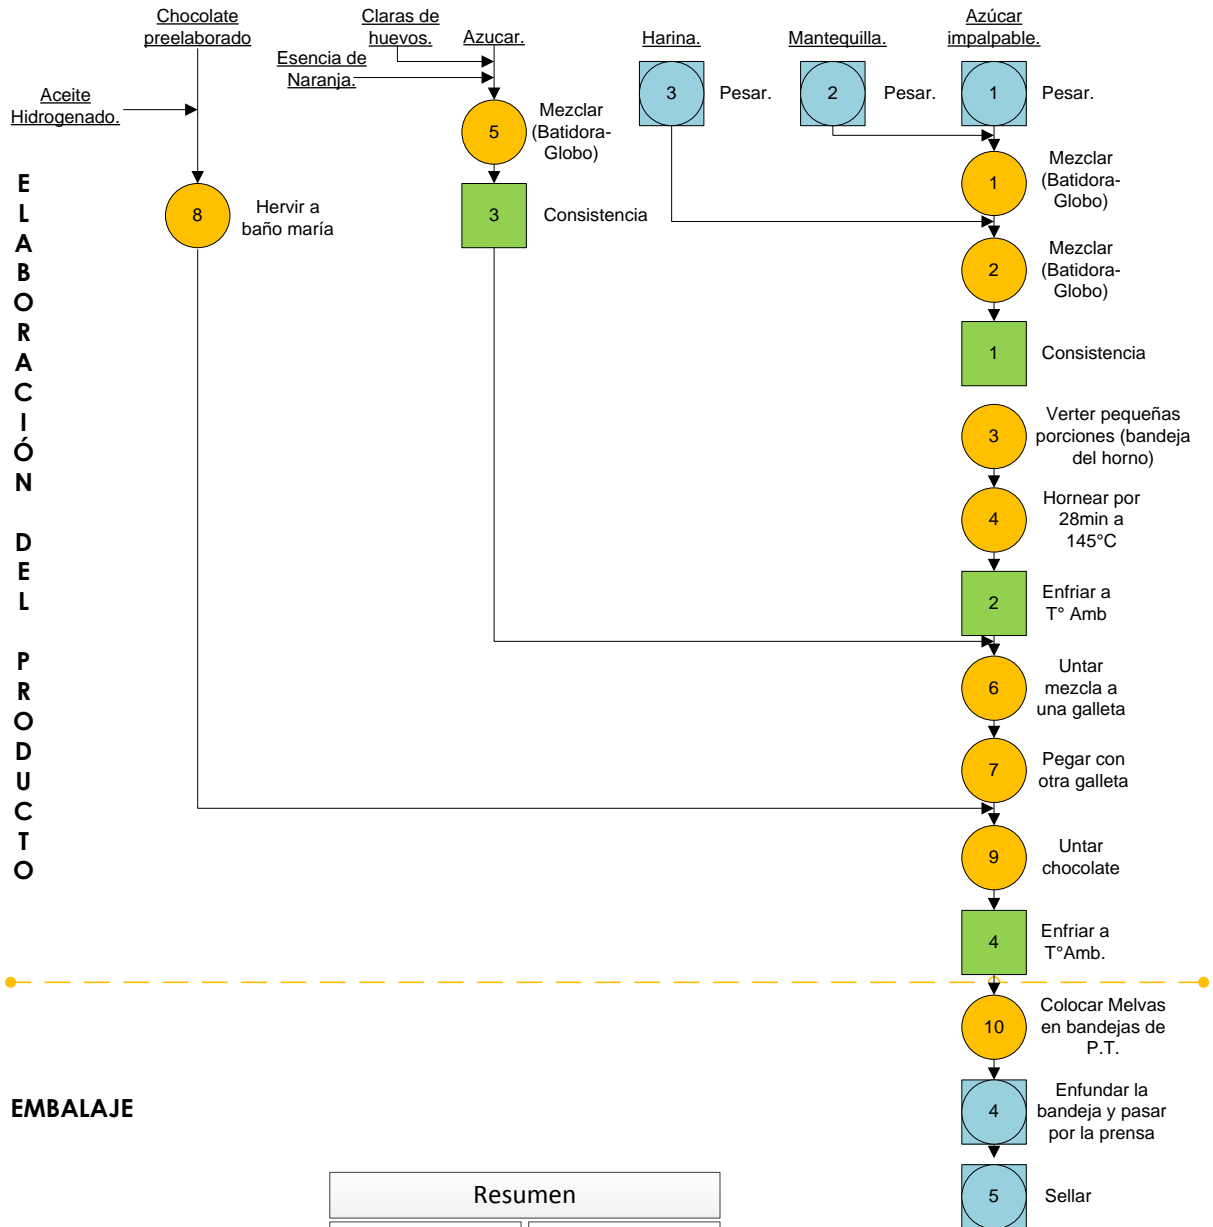 Chocolate
preelaborado
Claras de
huevos.
Azucar.
Harina.
Mantequilla.
Azúcar
impalpable.
Esencia de
Naranja.
Aceite
Hidrogenado.
3
Pesar.
2
Pesar.
1
Pesar.
5
Mezclar
(Batidora-
Globo)
1
Mezclar
(Batidora-
Globo)
8
Hervir a
baño maría
3
Consistencia
2
Mezclar
(Batidora-
Globo)
1
Consistencia
3
Verter pequeñas
porciones (bandeja
del horno)
4
Hornear por
28min a
145°C
2
Enfriar a
T° Amb
6
Untar
mezcla a
una galleta
7
Pegar con
otra galleta
9
Untar
chocolate
4
Enfriar a
T°Amb.
ELABORACIÓN DEL PRODUCTO
10
Colocar Melvas
en bandejas de
P.T.
EMBALAJE
4
Enfundar la
bandeja y pasar
por la prensa
5
Sellar
Resumen